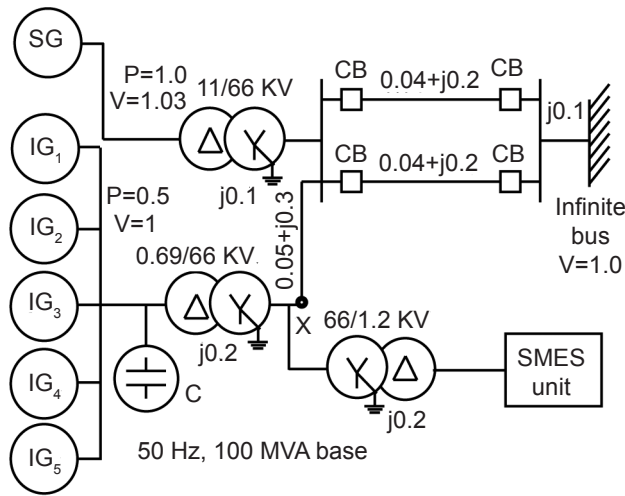 SG
P=1.0
V=1.03
11/66 KV
j0.1
CB
0.04+j0.2
CB
j0.1
CB
0.04+j0.2
CB
Infinite
bus
V=1.0
IG1
IG2
IG3
IG4
IG5
P=0.5
V=1
0.69/66 KV.
j0.2
0.05+j0.3
X
66/1.2 KV
j0.2
SMES
unit
C
50 Hz, 100 MVA base